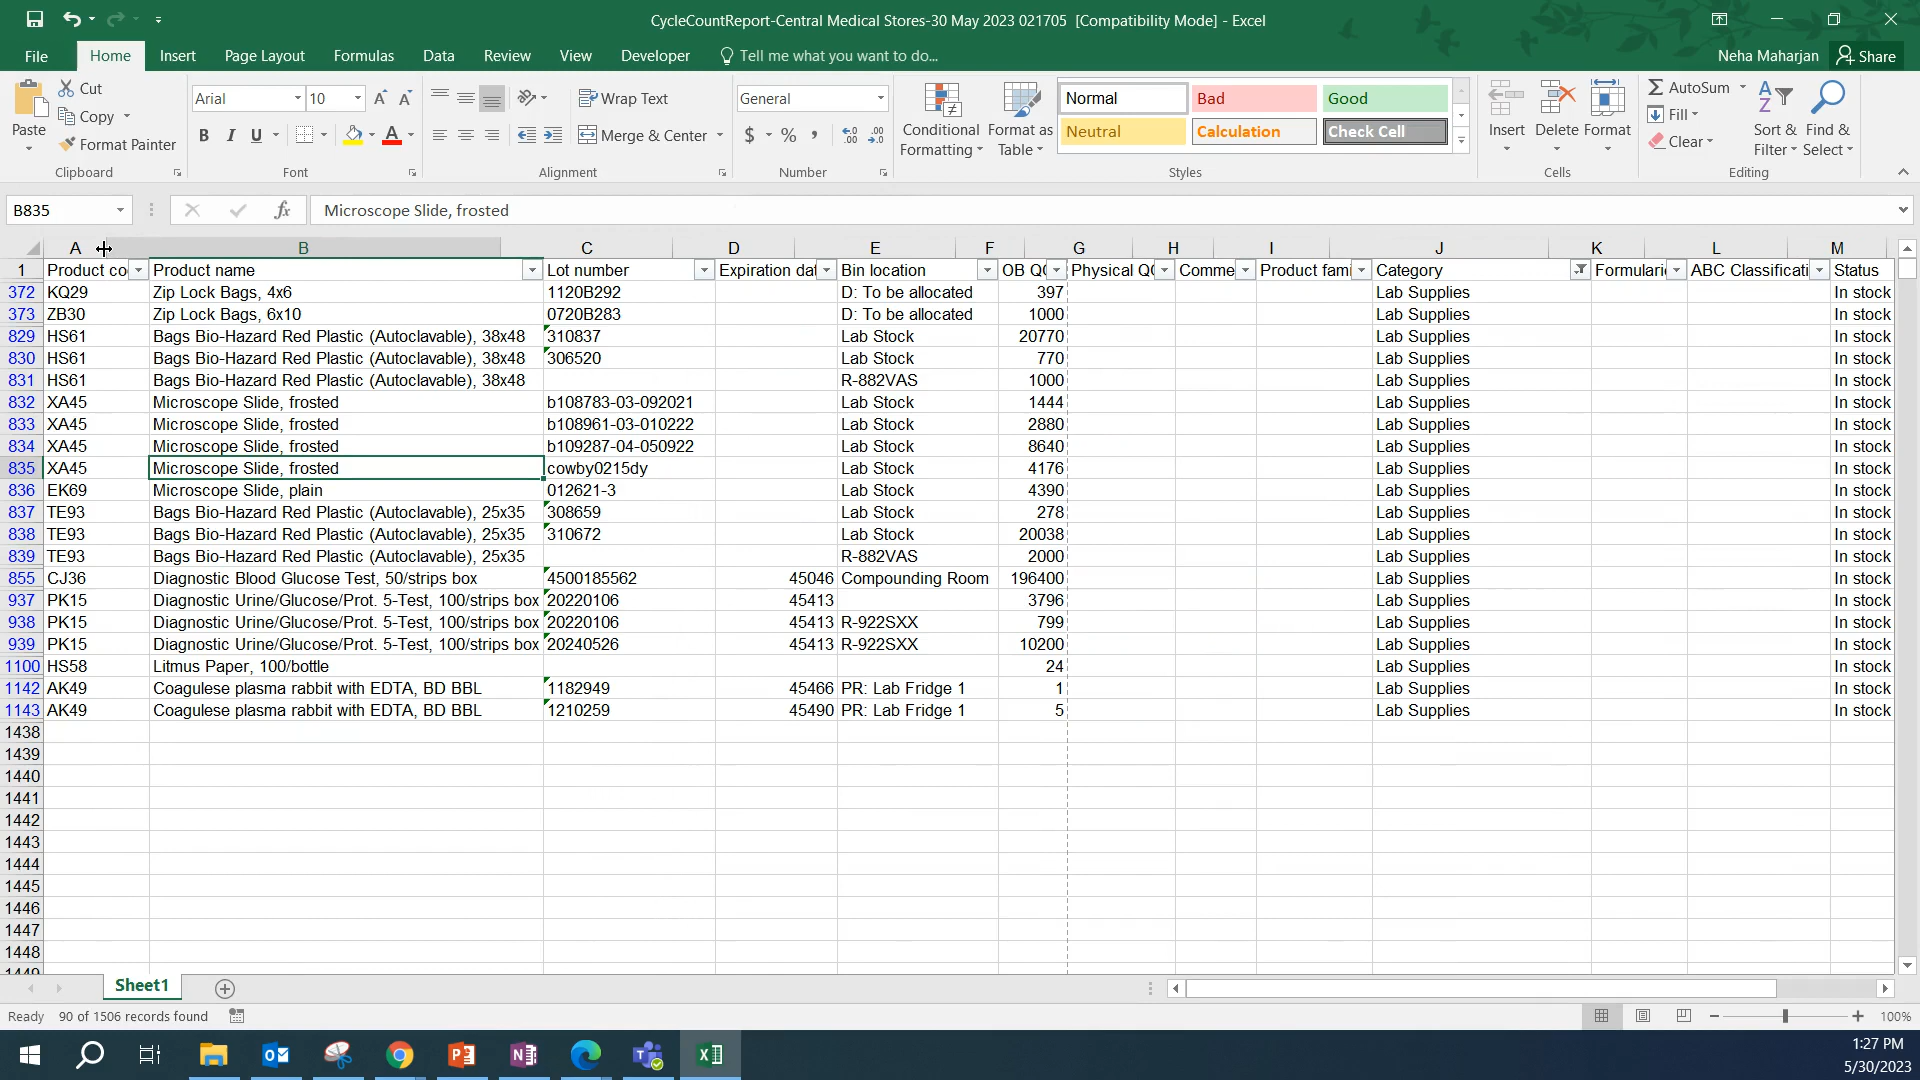 CycleCountReport-Central Medical Stores-30 May 2023 021705 [Compatibility Mode] - Excel
File Home Insert Page Layout Formulas Data Review View Developer Tell me what you want to do...
Neha Maharjan Share
Paste Cut Copy Format Painter Clipboard
Arial 10 A A B I U A Font
Wrap Text Merge & Center Alignment
General $ % , Number
Conditional Formatting Format as Table
Normal Bad Good
Neutral Calculation Check Cell
Styles
Insert Delete Format Cells
AutoSum Fill Clear Sort & Filter Find & Select Editing
B835 fx Microscope Slide, frosted
A B C D E F G H I J K L M
1 Product co Product name Lot number Expiration dat Bin location OB QO Physical QO Comme Product fami Category Formulari ABC Classificati Status
372 KQ29 Zip Lock Bags, 4x6 1120B292 D: To be allocated 397 Lab Supplies In stock
373 ZB30 Zip Lock Bags, 6x10 0720B283 D: To be allocated 1000 Lab Supplies In stock
829 HS61 Bags Bio-Hazard Red Plastic (Autoclavable), 38x48 310837 Lab Stock 20770 Lab Supplies In stock
830 HS61 Bags Bio-Hazard Red Plastic (Autoclavable), 38x48 306520 Lab Stock 770 Lab Supplies In stock
831 HS61 Bags Bio-Hazard Red Plastic (Autoclavable), 38x48 R-882VAS 1000 Lab Supplies In stock
832 XA45 Microscope Slide, frosted b108783-03-092021 Lab Stock 1444 Lab Supplies In stock
833 XA45 Microscope Slide, frosted b108961-03-010222 Lab Stock 2880 Lab Supplies In stock
834 XA45 Microscope Slide, frosted b109287-04-050922 Lab Stock 8640 Lab Supplies In stock
835 XA45 Microscope Slide, frosted cowby0215dy Lab Stock 4176 Lab Supplies In stock
836 EK69 Microscope Slide, plain 012621-3 Lab Stock 4390 Lab Supplies In stock
837 TE93 Bags Bio-Hazard Red Plastic (Autoclavable), 25x35 308659 Lab Stock 278 Lab Supplies In stock
838 TE93 Bags Bio-Hazard Red Plastic (Autoclavable), 25x35 310672 Lab Stock 20038 Lab Supplies In stock
839 TE93 Bags Bio-Hazard Red Plastic (Autoclavable), 25x35 R-882VAS 2000 Lab Supplies In stock
855 CJ36 Diagnostic Blood Glucose Test, 50/strips box 4500185562 45046 Compounding Room 196400 Lab Supplies In stock
937 PK15 Diagnostic Urine/Glucose/Prot. 5-Test, 100/strips box 20220106 45413 3796 Lab Supplies In stock
938 PK15 Diagnostic Urine/Glucose/Prot. 5-Test, 100/strips box 20220106 45413 R-922SXX 799 Lab Supplies In stock
939 PK15 Diagnostic Urine/Glucose/Prot. 5-Test, 100/strips box 20240526 45413 R-922SXX 10200 Lab Supplies In stock
1100 HS58 Litmus Paper, 100/bottle 24 Lab Supplies In stock
1142 AK49 Coagulese plasma rabbit with EDTA, BD BBL 1182949 45466 PR: Lab Fridge 1 1 Lab Supplies In stock
1143 AK49 Coagulese plasma rabbit with EDTA, BD BBL 1210259 45490 PR: Lab Fridge 1 5 Lab Supplies In stock
1438
1439
1440
1441
1442
1443
1444
1445
1446
1447
1448
1449
Sheet1
Ready 90 of 1506 records found 100%
1:27 PM
5/30/2023